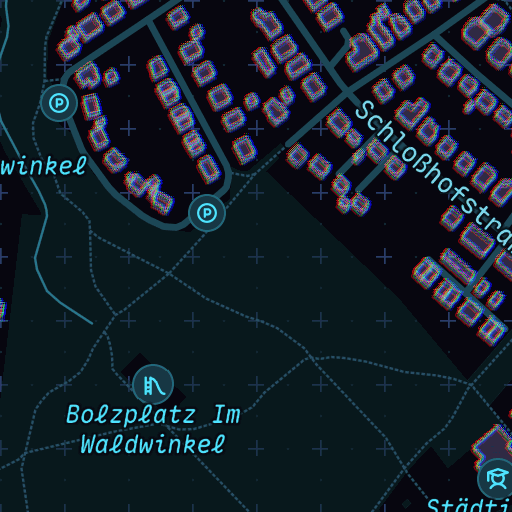 P
Schloßhofstra
winkel
P
Bolzplatz Im
Waldwinkel
Städti